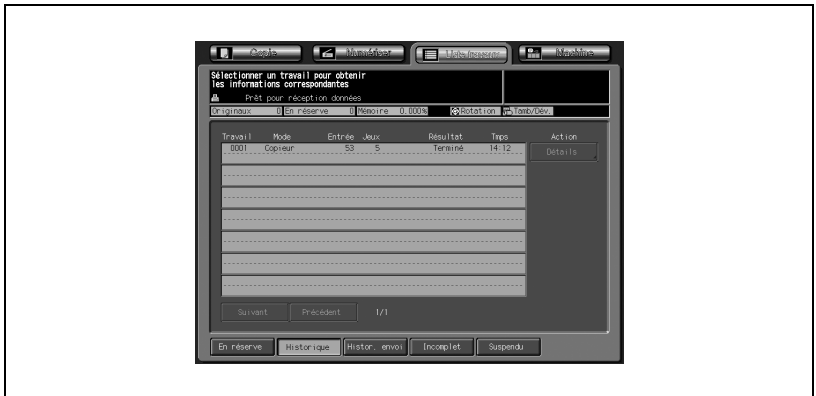 Copie Numériser Liste travaux Machine
Sélectionner un travail pour obtenir
les informations correspondantes
Prêt pour réception données
Originaux 0 En réserve 0 Mémoire 0.000% Rotation Tamb/Dév.
Travail Mode Entrée Jeux Résultat Tmps Action
0001 Copieur 53 5 Terminé 14:12 Détails
Suivant Précédent 1/1
En réserve Historique Histor. envoi Incomplet Suspendu